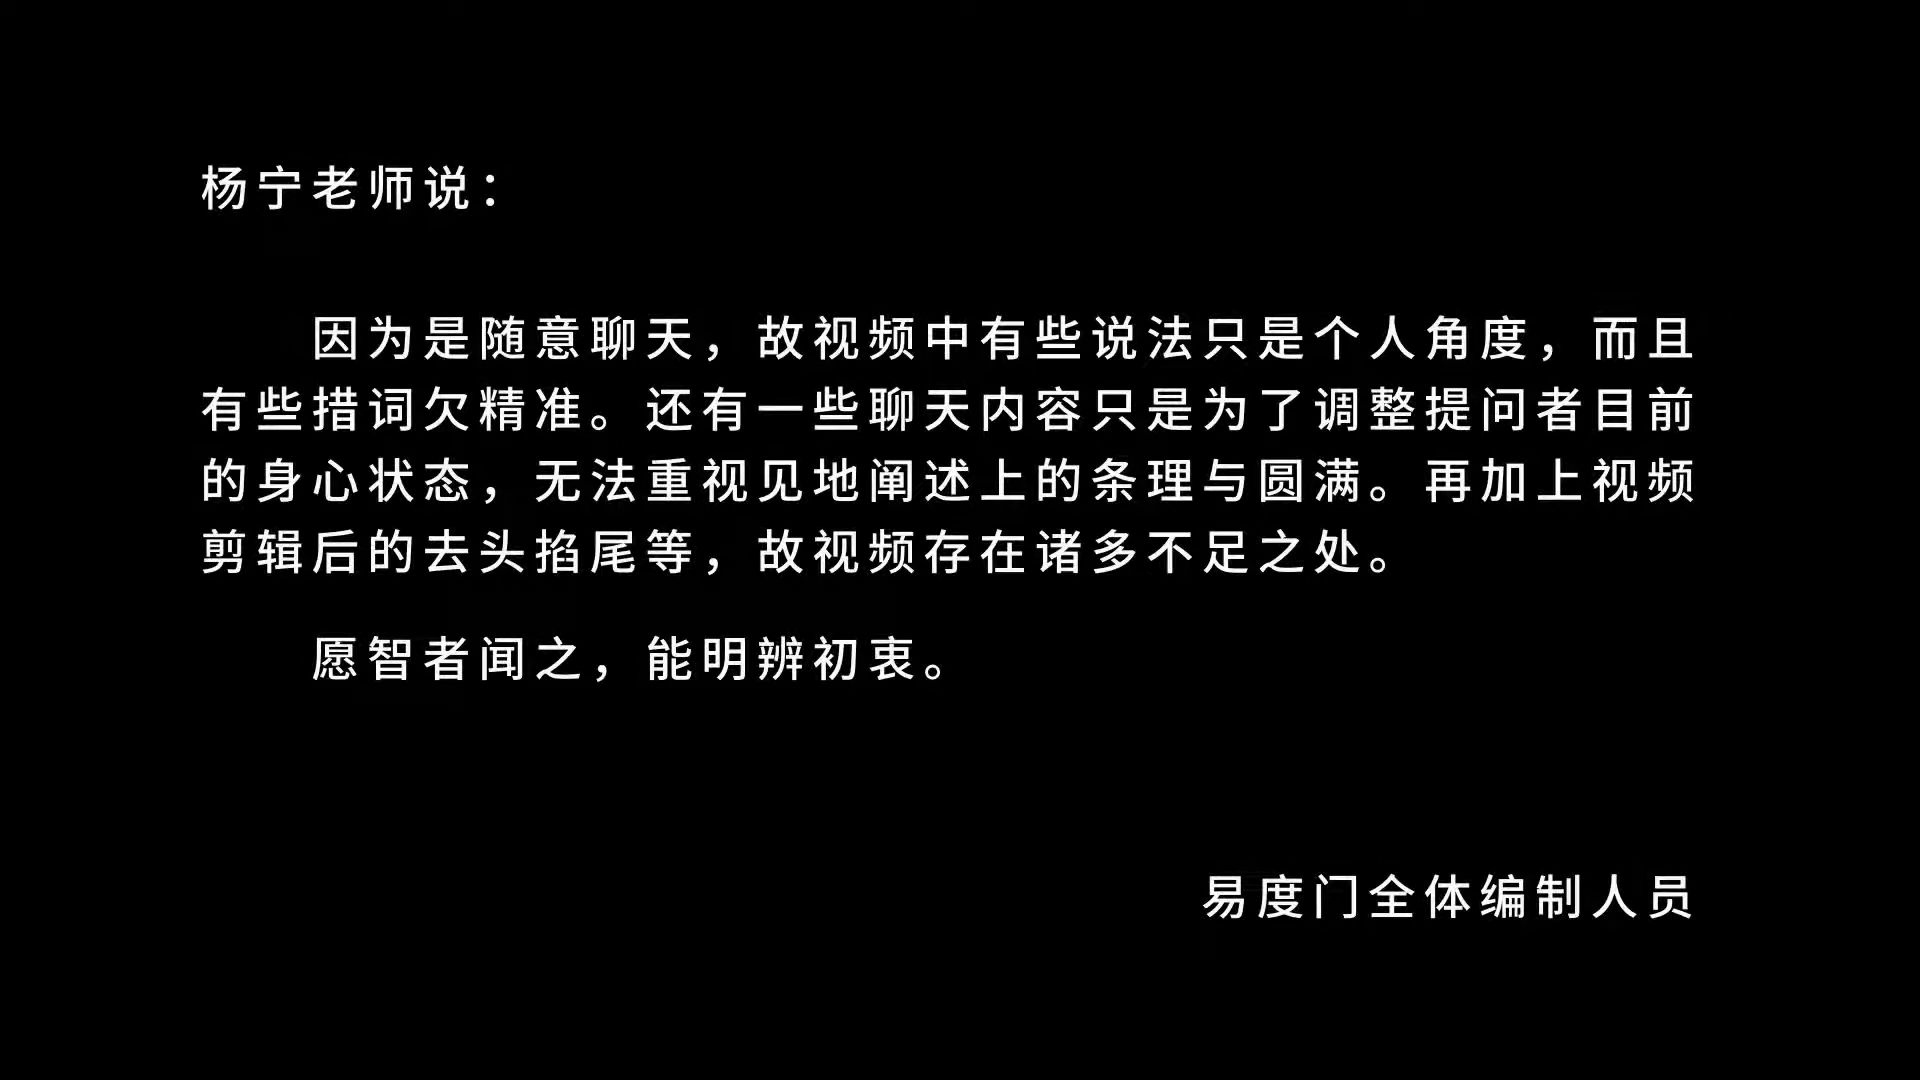 杨宁老师说：
因为是随意聊天，故视频中有些说法只是个人角度，而且
有些措词欠精准。还有一些聊天内容只是为了调整提问者目前
的身心状态，无法重视见地阐述上的条理与圆满。再加上视频
剪辑后的去头掐尾等，故视频存在诸多不足之处。
愿智者闻之，能明辨初衷。
易度门全体编制人员